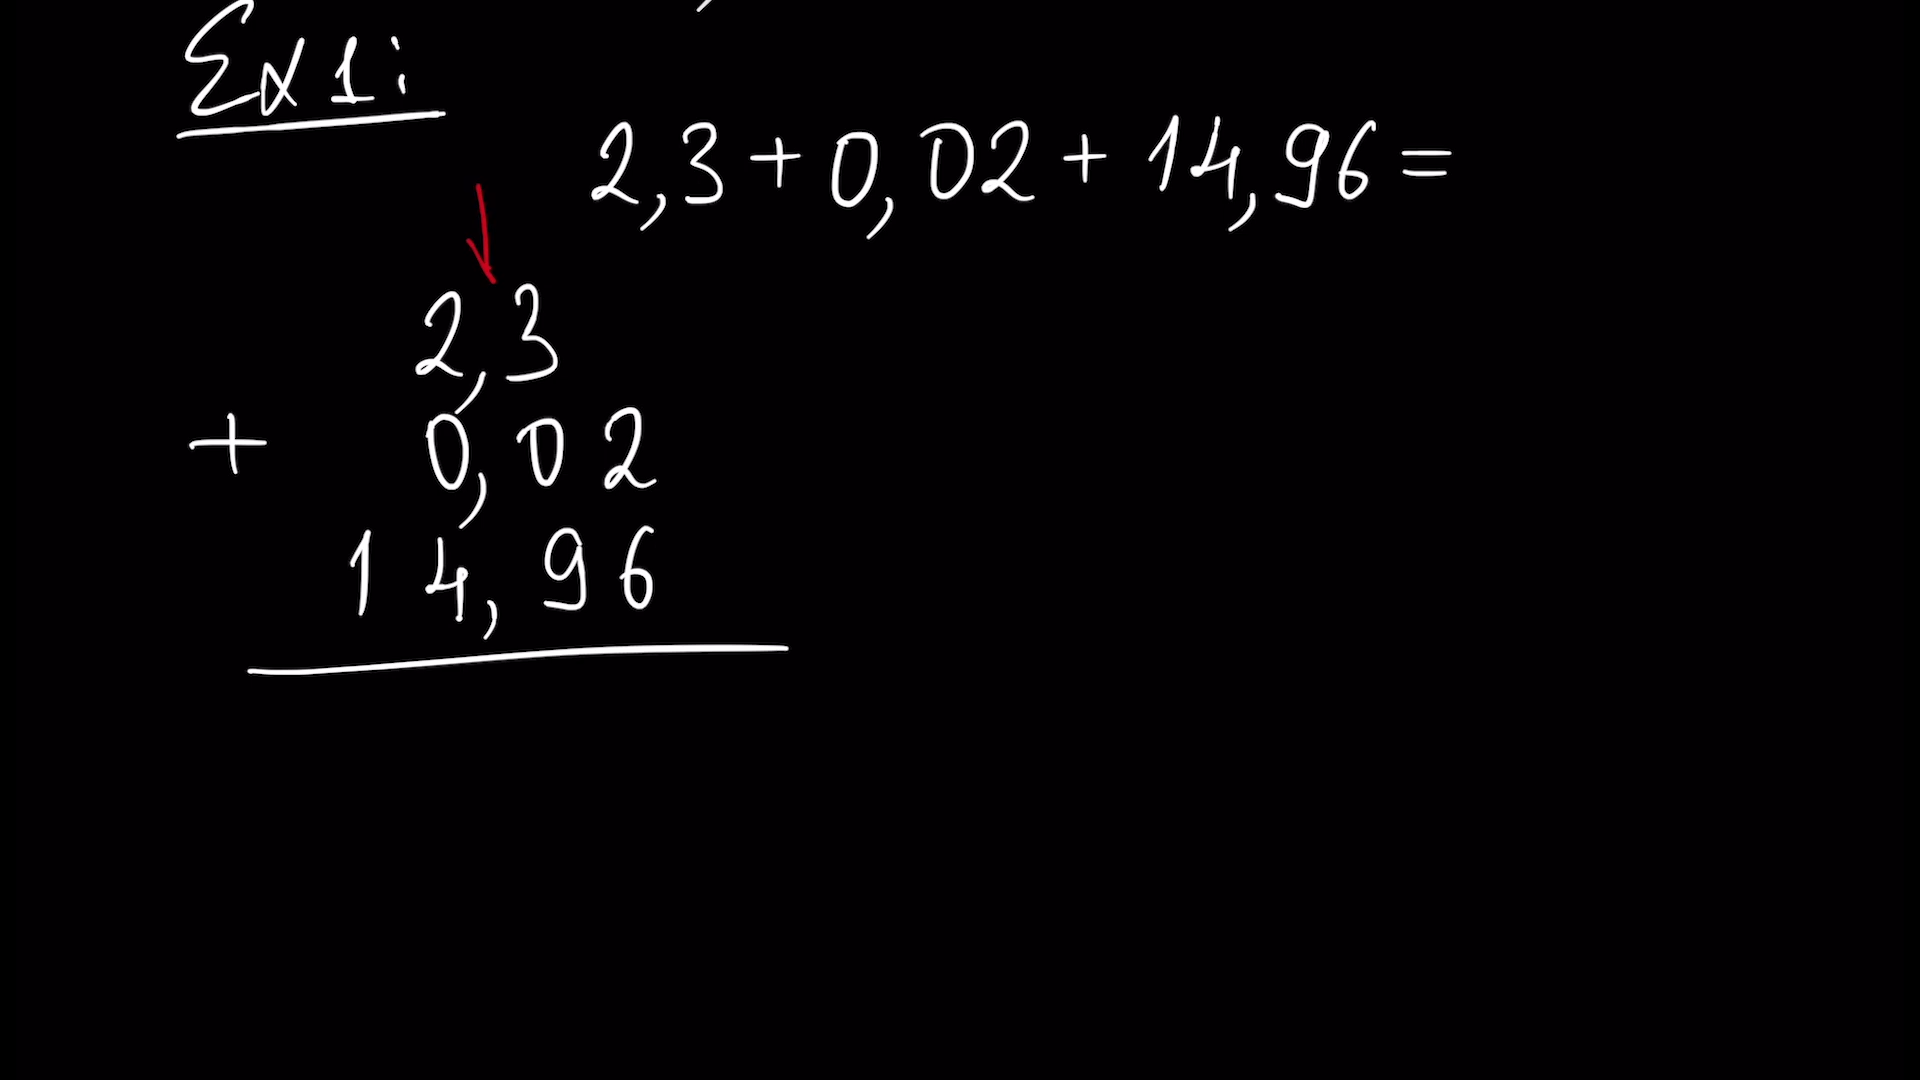 Ex 1:
2,3 + 0,02 + 14,96 =
2,3
+ 0,02
14,96